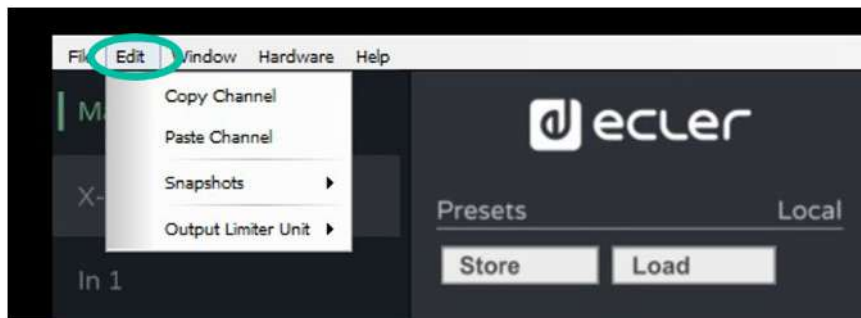 File Edit Window Hardware Help
Copy Channel
Paste Channel
Snapshots
Output Limiter Unit
ecler
Presets Local
Store Load
In 1